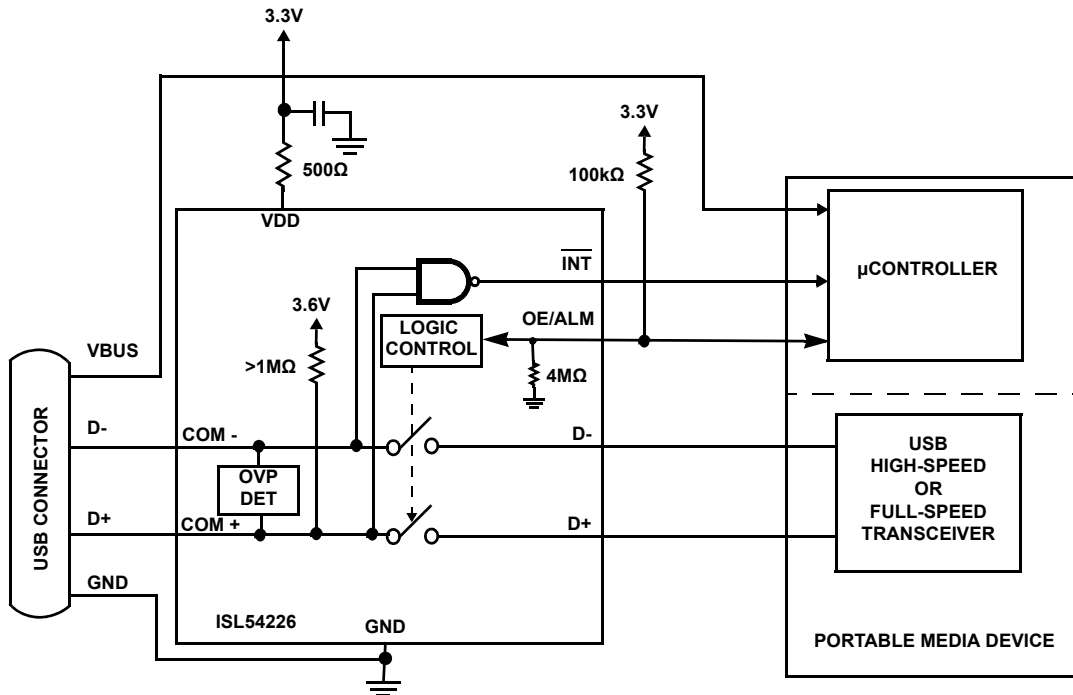 3.3V
500Ω
VDD
3.3V
100kΩ
INT
µCONTROLLER
3.6V
>1MΩ
LOGIC
CONTROL
OE/ALM
4MΩ
USB CONNECTOR
VBUS
D-
COM -
D-
OVP
DET
D+
COM +
D+
USB
HIGH-SPEED
OR
FULL-SPEED
TRANSCEIVER
GND
ISL54226
GND
PORTABLE MEDIA DEVICE